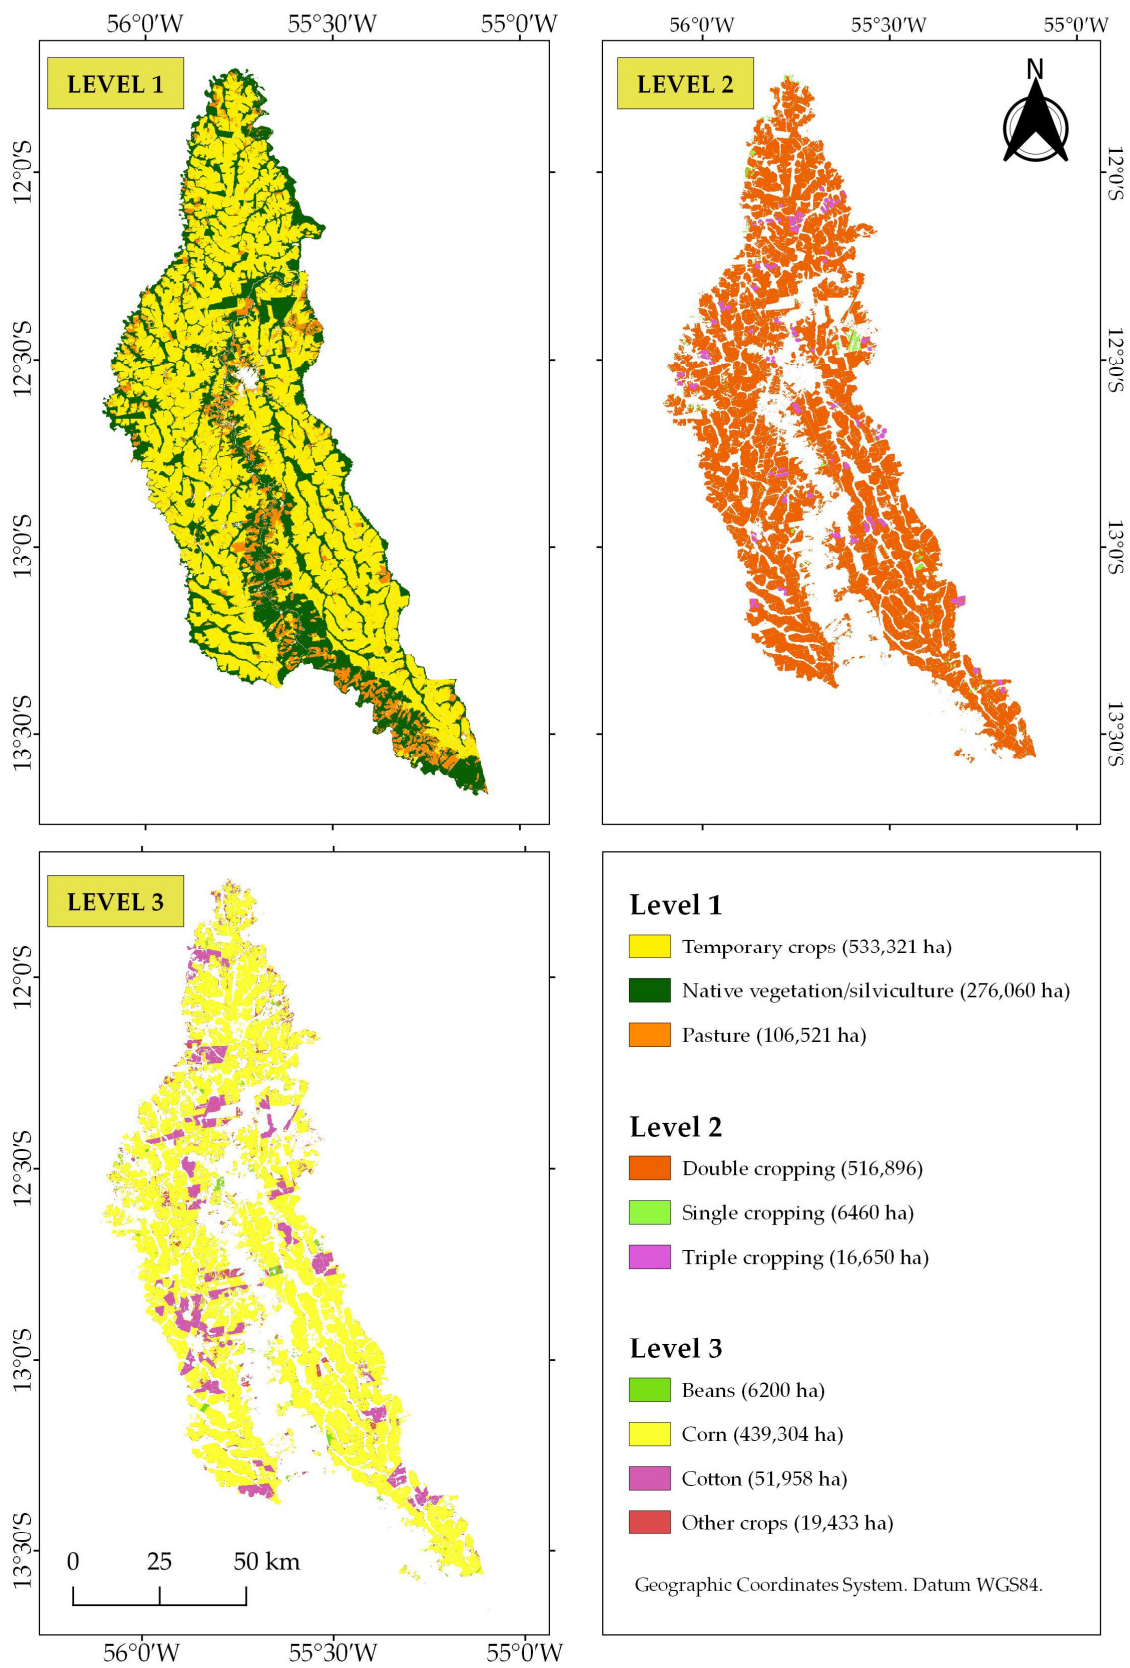 56°0'W 55°30'W 55°0'W
56°0'W 55°30'W 55°0'W
LEVEL 1
LEVEL 2
N
12°0'S
12°30'S
13°0'S
13°30'S
12°0'S
12°30'S
13°0'S
13°30'S
LEVEL 3
12°0'S
12°30'S
13°0'S
13°30'S
0 25 50 km
56°0'W 55°30'W 55°0'W
Level 1
Temporary crops (533,321 ha)
Native vegetation/silviculture (276,060 ha)
Pasture (106,521 ha)
Level 2
Double cropping (516,896)
Single cropping (6460 ha)
Triple cropping (16,650 ha)
Level 3
Beans (6200 ha)
Corn (439,304 ha)
Cotton (51,958 ha)
Other crops (19,433 ha)
Geographic Coordinates System. Datum WGS84.